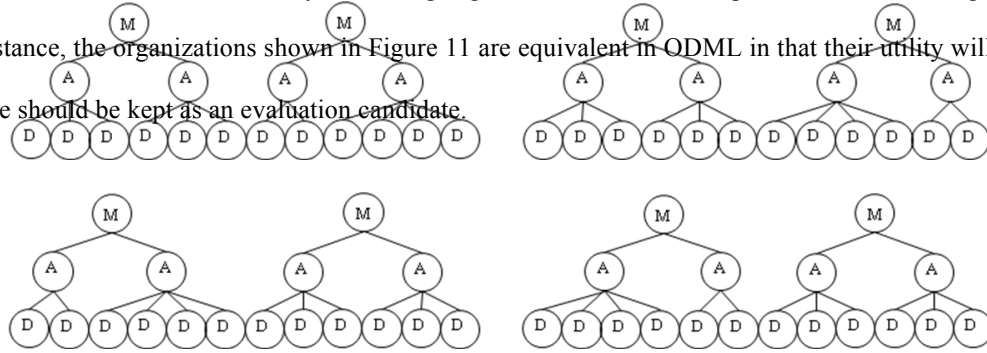 M M M M
stance, the organizations shown in Figure 11 are equivalent in ODML in that their utility will
A A A A A A A A
e should be kept as an evaluation candidate.
D D D D D D D D D D D D D D D D D D D D D D D D
M M M M
A A A A A A A A
D D D D D D D D D D D D D D D D D D D D D D D D